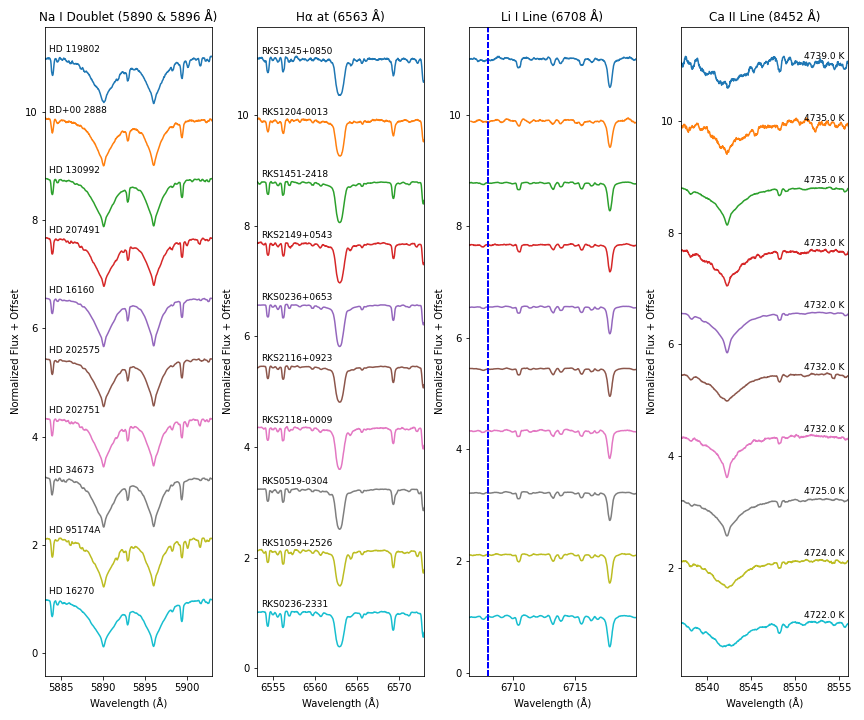 Na I Doublet (5890 & 5896 Å)
Hα at (6563 Å)
Li I Line (6708 Å)
Ca II Line (8452 Å)
Normalized Flux + Offset
10
8
6
4
2
0
HD 119802
BD+00 2888
HD 130992
HD 207491
HD 16160
HD 202575
HD 202751
HD 34673
HD 95174A
HD 16270
5885
5890
5895
5900
Wavelength (Å)
Normalized Flux + Offset
10
8
6
4
2
0
RKS1345+0850
RKS1204-0013
RKS1451-2418
RKS2149+0543
RKS0236+0653
RKS2116+0923
RKS2118+0009
RKS0519-0304
RKS1059+2526
RKS0236-2331
6555
6560
6565
6570
Wavelength (Å)
Normalized Flux + Offset
10
8
6
4
2
0
6710
6715
Wavelength (Å)
Normalized Flux + Offset
10
8
6
4
2
4739.0 K
4735.0 K
4735.0 K
4733.0 K
4732.0 K
4732.0 K
4732.0 K
4725.0 K
4724.0 K
4722.0 K
8540
8545
8550
8555
Wavelength (Å)